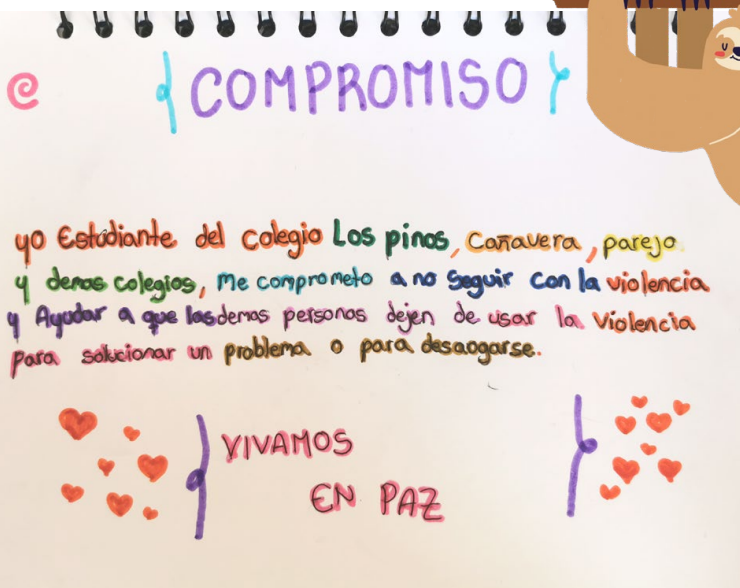 COMPROMISO
yo Estudiante del colegio Los pinos, Cañavera, parejo
y demas colegios, me comprometo a no seguir con la violencia
y Ayudar a que las demas personas dejen de usar la Violencia
para solucionar un problema o para desaogarse.
VIVAMOS
EN PAZ